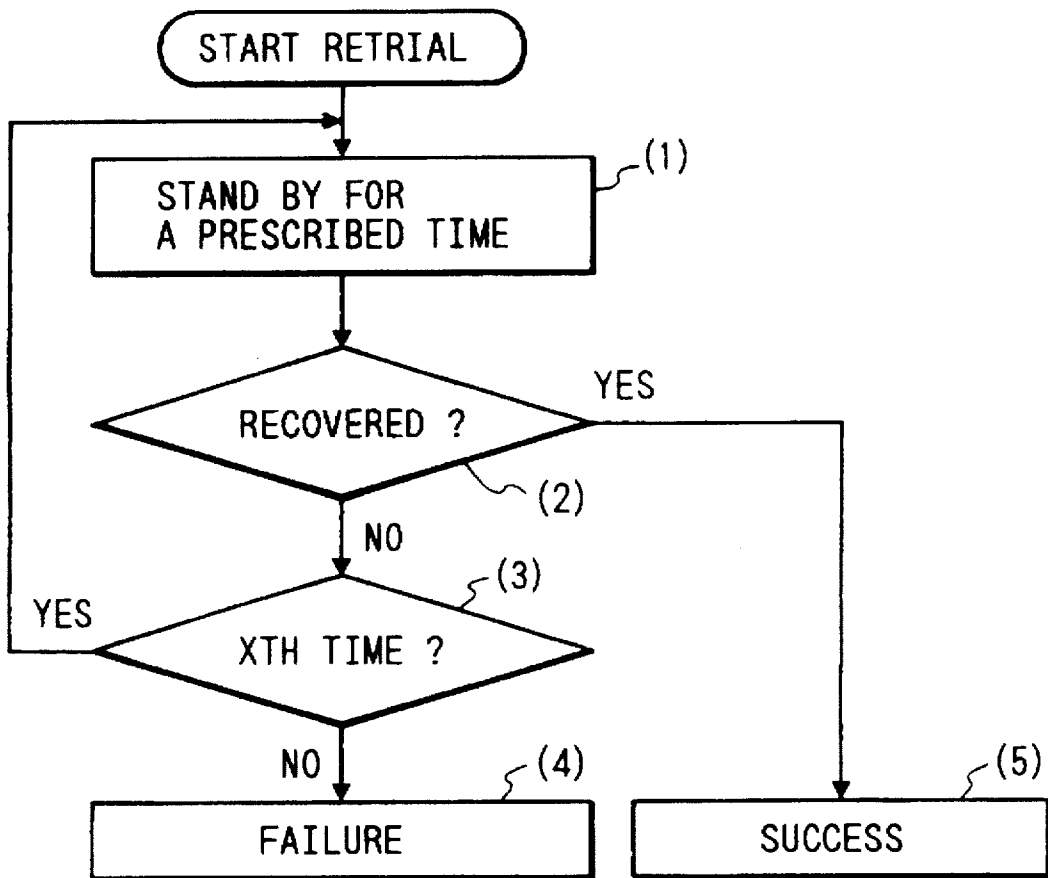 START RETRIAL
(1)
STAND BY FOR
A PRESCRIBED TIME
YES
RECOVERED ?
(2)
NO
(3)
YES
XTH TIME ?
NO
(4)
(5)
FAILURE
SUCCESS